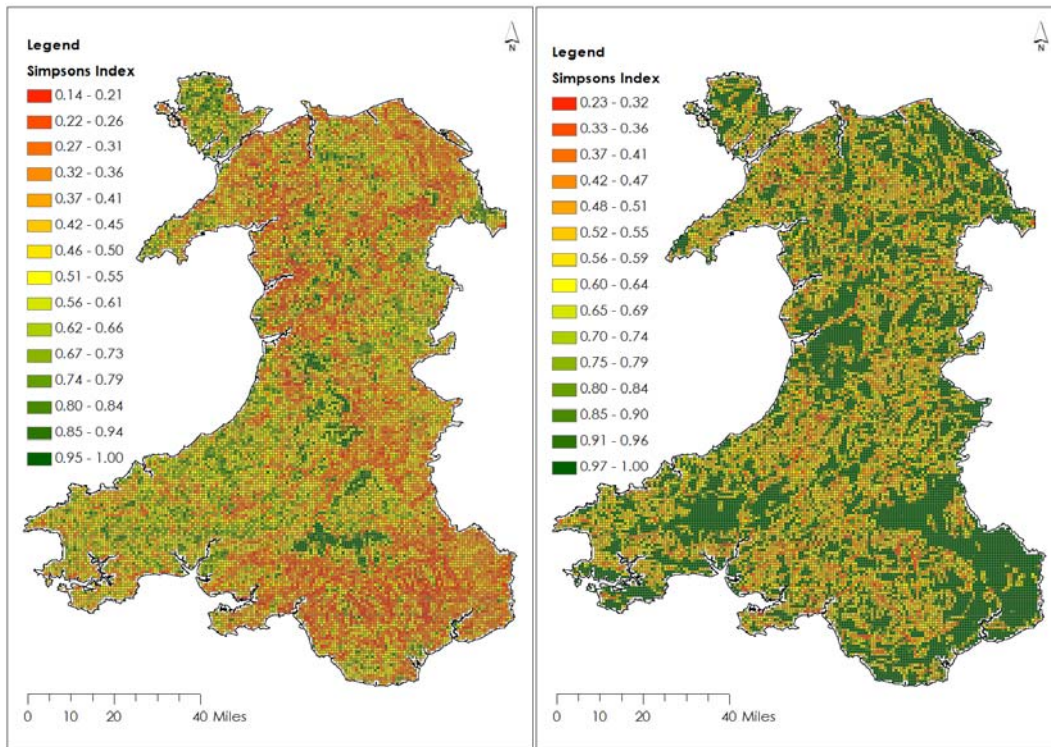 Legend
Simpsons Index
0.14 - 0.21
0.22 - 0.26
0.27 - 0.31
0.32 - 0.36
0.37 - 0.41
0.42 - 0.45
0.46 - 0.50
0.51 - 0.55
0.56 - 0.61
0.62 - 0.66
0.67 - 0.73
0.74 - 0.79
0.80 - 0.84
0.85 - 0.94
0.95 - 1.00
N
0 10 20 40 Miles
Legend
Simpsons Index
0.23 - 0.32
0.33 - 0.36
0.37 - 0.41
0.42 - 0.47
0.48 - 0.51
0.52 - 0.55
0.56 - 0.59
0.60 - 0.64
0.65 - 0.69
0.70 - 0.74
0.75 - 0.79
0.80 - 0.84
0.85 - 0.90
0.91 - 0.96
0.97 - 1.00
N
0 10 20 40 Miles